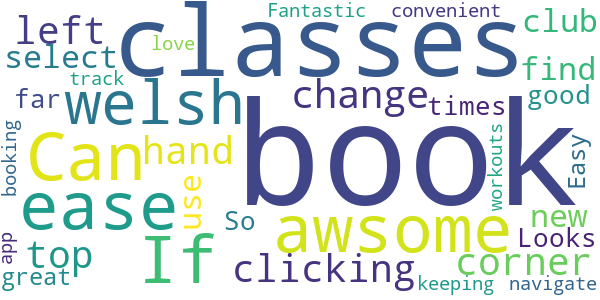 Fantastic convenient
left classes club
select love find
track
far welsh change times good
booking Can hand book workouts Easy
ease use So awsome new
app top If clicking Looks corner
great keeping navigate